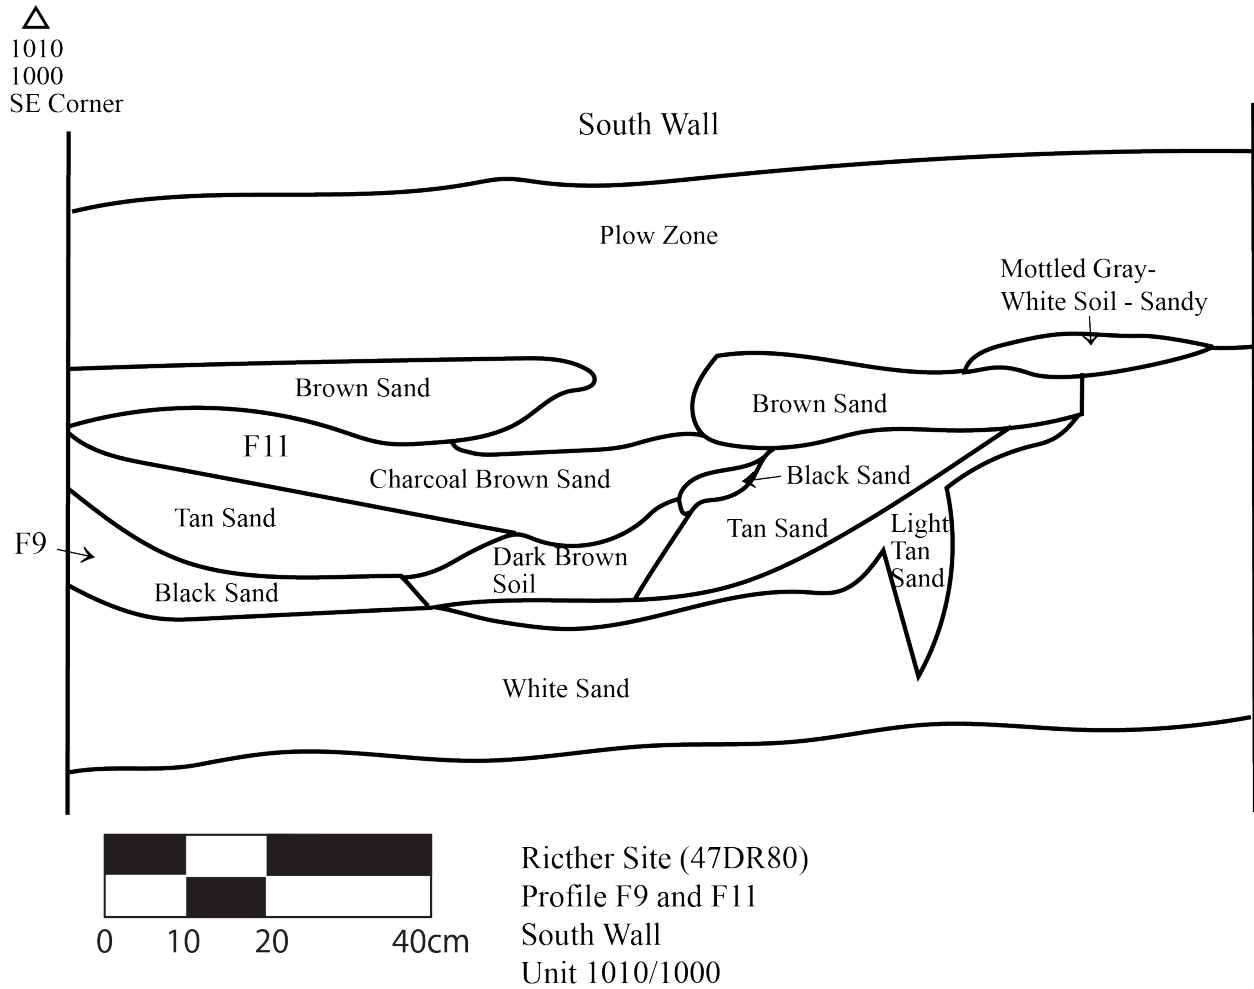 1010
1000
SE Corner
South Wall
Plow Zone
Mottled Gray-
White Soil - Sandy
Brown Sand
Brown Sand
F11
Charcoal Brown Sand
Black Sand
Tan Sand
Tan Sand
Light
Tan
Sand
F9
Dark Brown
Soil
Black Sand
White Sand
0 10 20 40cm
Ricther Site (47DR80)
Profile F9 and F11
South Wall
Unit 1010/1000